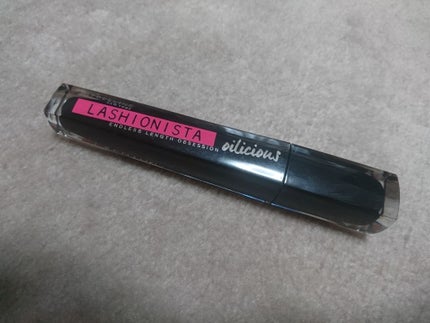 LASHIONISTA
ENDLESS LENGTH OBSESSION
oilicious